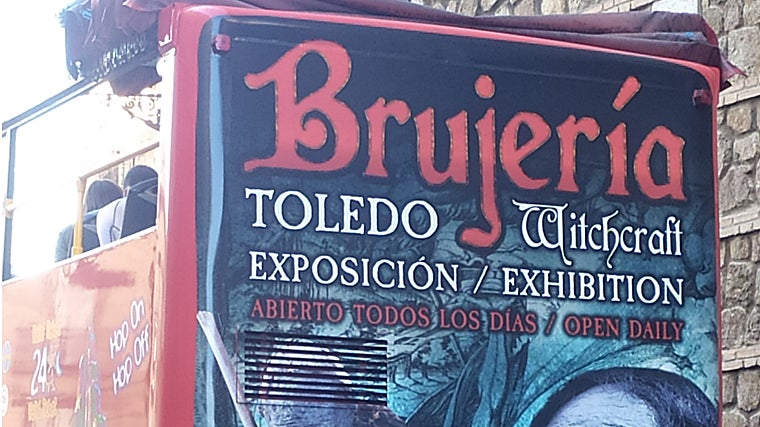 Brujería
TOLEDO Witchcraft
EXPOSICIÓN / EXHIBITION
ABIERTO TODOS LOS DÍAS / OPEN DAILY
Hop On
Hop Off
24